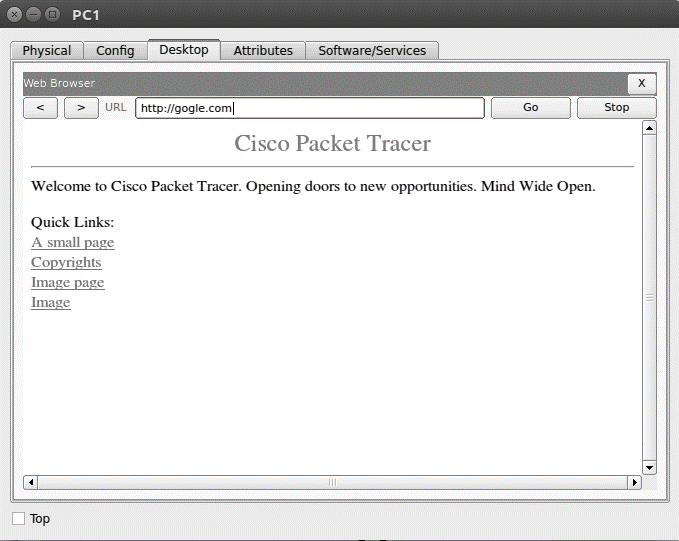 PC1
Physical Config Desktop Attributes Software/Services
Web Browser X
< > URL http://gogle.com Go Stop
Cisco Packet Tracer
Welcome to Cisco Packet Tracer. Opening doors to new opportunities. Mind Wide Open.
Quick Links:
A small page
Copyrights
Image page
Image
Top